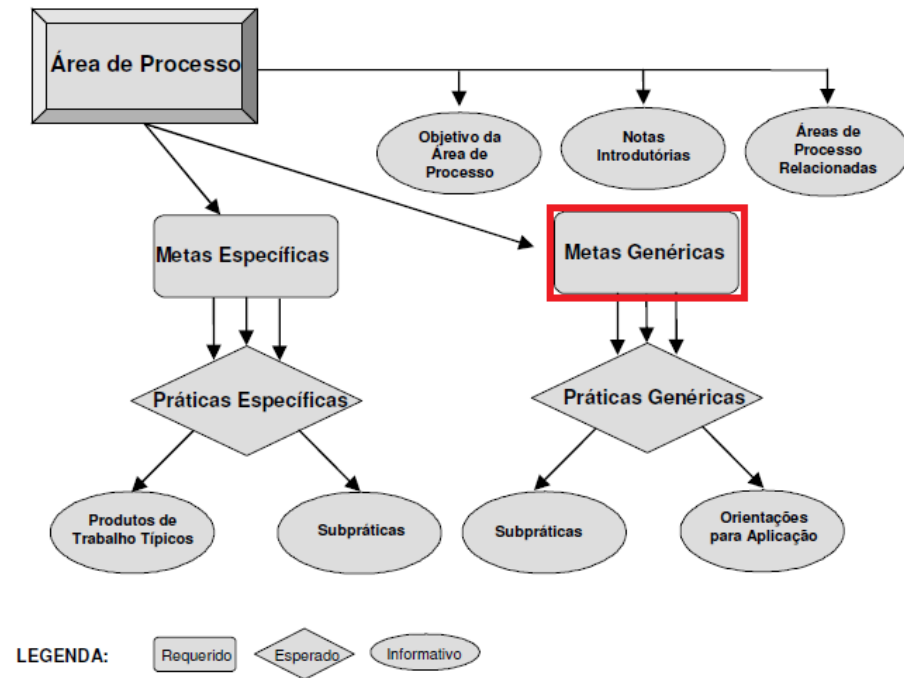 Área de Processo
Objetivo da
Área de
Processo
Notas
Introdutórias
Áreas de
Processo
Relacionadas
Metas Específicas
Metas Genéricas
Práticas Específicas
Práticas Genéricas
Produtos de
Trabalho Típicos
Subpráticas
Subpráticas
Orientações
para Aplicação
LEGENDA:
Requerido
Esperado
Informativo